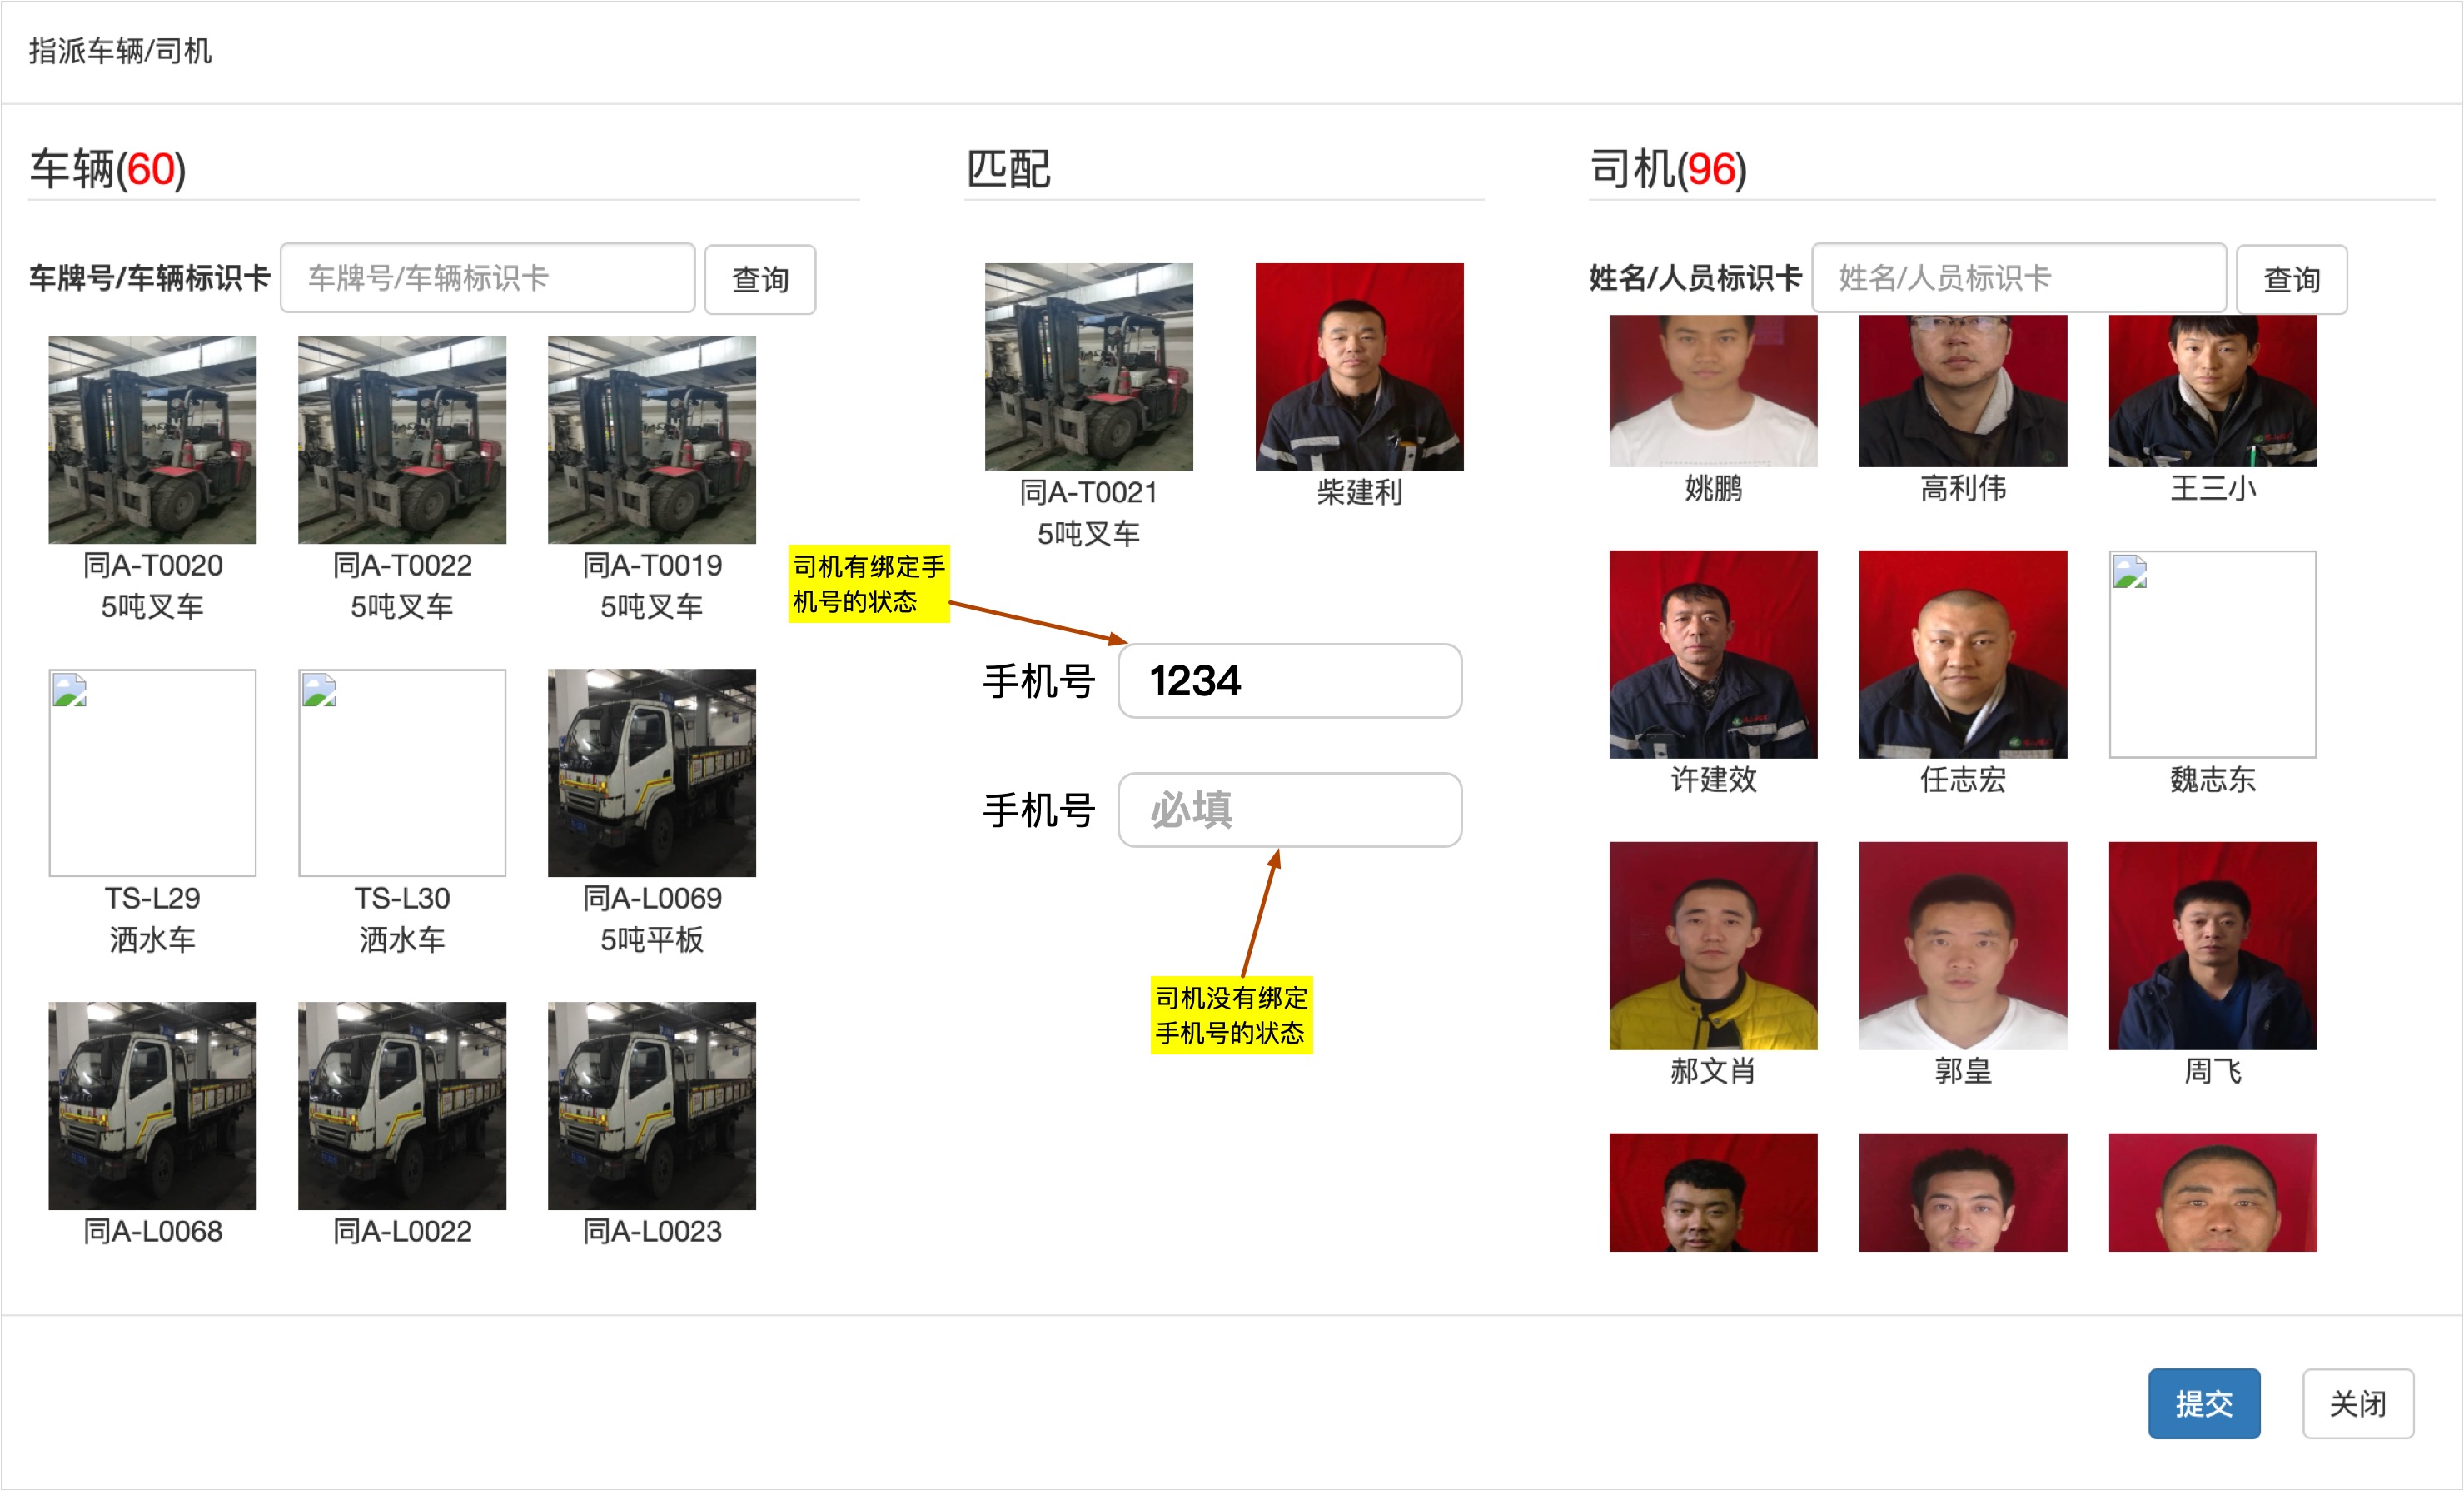 指派车辆/司机
车辆(60)
车牌号/车辆标识卡 车牌号/车辆标识卡 查询
同A-T0020 同A-T0022 同A-T0019
5吨叉车 5吨叉车 5吨叉车
TS-L29 TS-L30 同A-L0069
洒水车 洒水车 5吨平板
同A-L0068 同A-L0022 同A-L0023
匹配
同A-T0021 柴建利
5吨叉车
司机有绑定手
机号的状态
手机号 1234
手机号 必填
司机没有绑定
手机号的状态
司机(96)
姓名/人员标识卡 姓名/人员标识卡 查询
姚鹏 高利伟 王三小
许建效 任志宏 魏志东
郝文肖 郭皇 周飞
提交 关闭